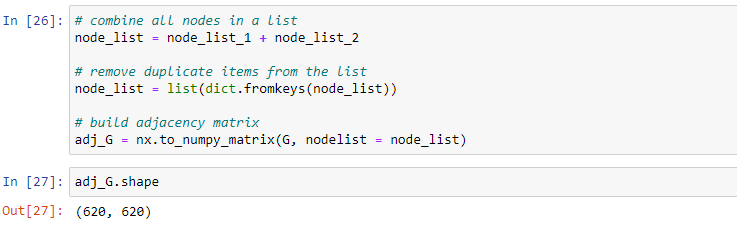 In [26]: # combine all nodes in a list
node_list = node_list_1 + node_list_2
# remove duplicate items from the list
node_list = list(dict.fromkeys(node_list))
# build adjacency matrix
adj_G = nx.to_numpy_matrix(G, nodelist = node_list)
In [27]: adj_G.shape
Out[27]: (620, 620)